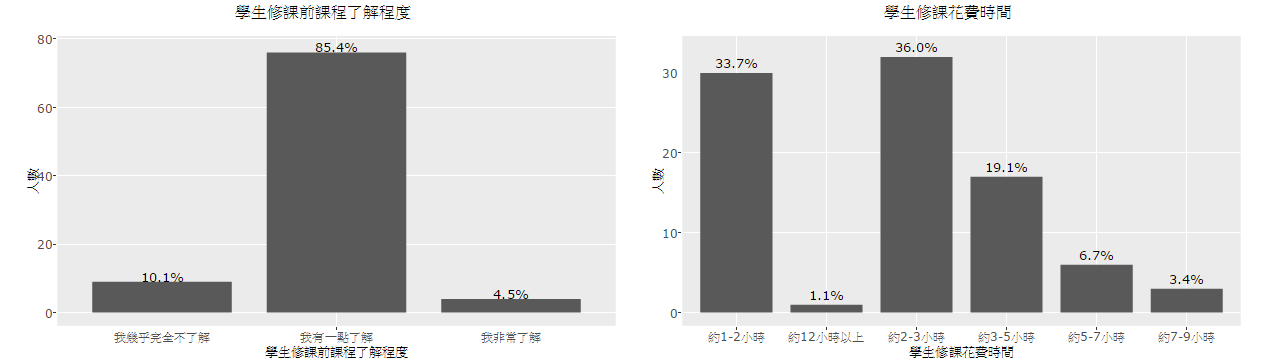 學生修課前課程了解程度
80
60
40
20
0
人數
10.1%
85.4%
4.5%
我幾乎完全不了解
我有一點了解
我非常了解
學生修課前課程了解程度
學生修課花費時間
30
20
10
0
人數
33.7%
1.1%
36.0%
19.1%
6.7%
3.4%
約1-2小時
約12小時以上
約2-3小時
約3-5小時
約5-7小時
約7-9小時
學生修課花費時間